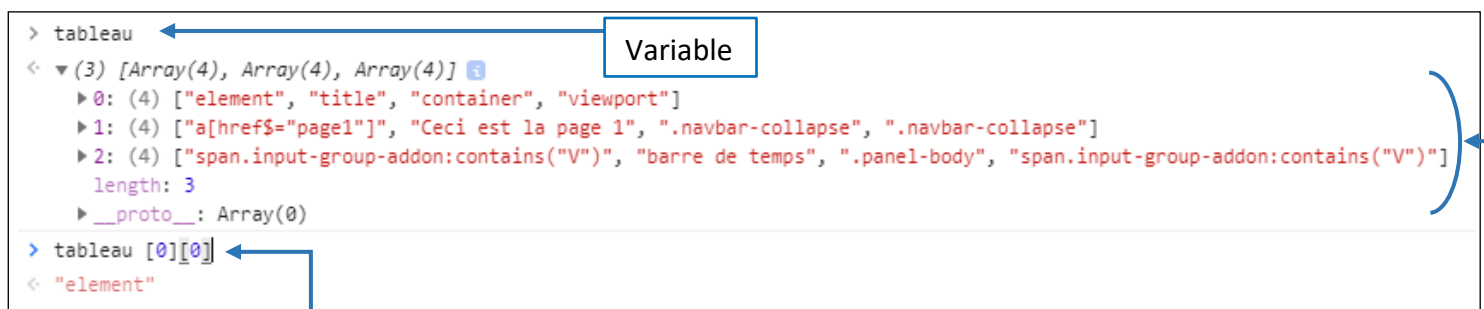 > tableau
Variable
(3) [Array(4), Array(4), Array(4)] i
0: (4) ["element", "title", "container", "viewport"]
1: (4) ["a[href$="page1"]", "Ceci est la page 1", ".navbar-collapse", ".navbar-collapse"]
2: (4) ["span.input-group-addon:contains("V")", "barre de temps", ".panel-body", "span.input-group-addon:contains("V")"]
length: 3
__proto__: Array(0)
> tableau [0][0]
"element"